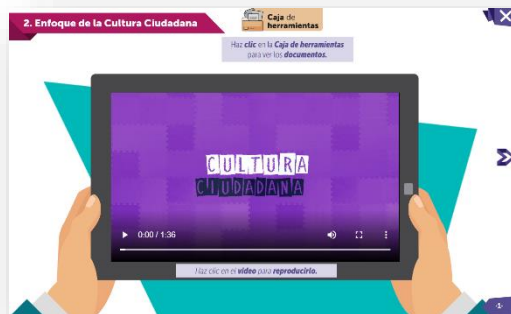 2. Enfoque de la Cultura Ciudadana
Caja de
herramientas
Haz clic en la Caja de herramientas
para ver los documentos.
CULTURA
CIUDADANA
0:00 / 1:36
Haz clic en el video para reproducirlo.